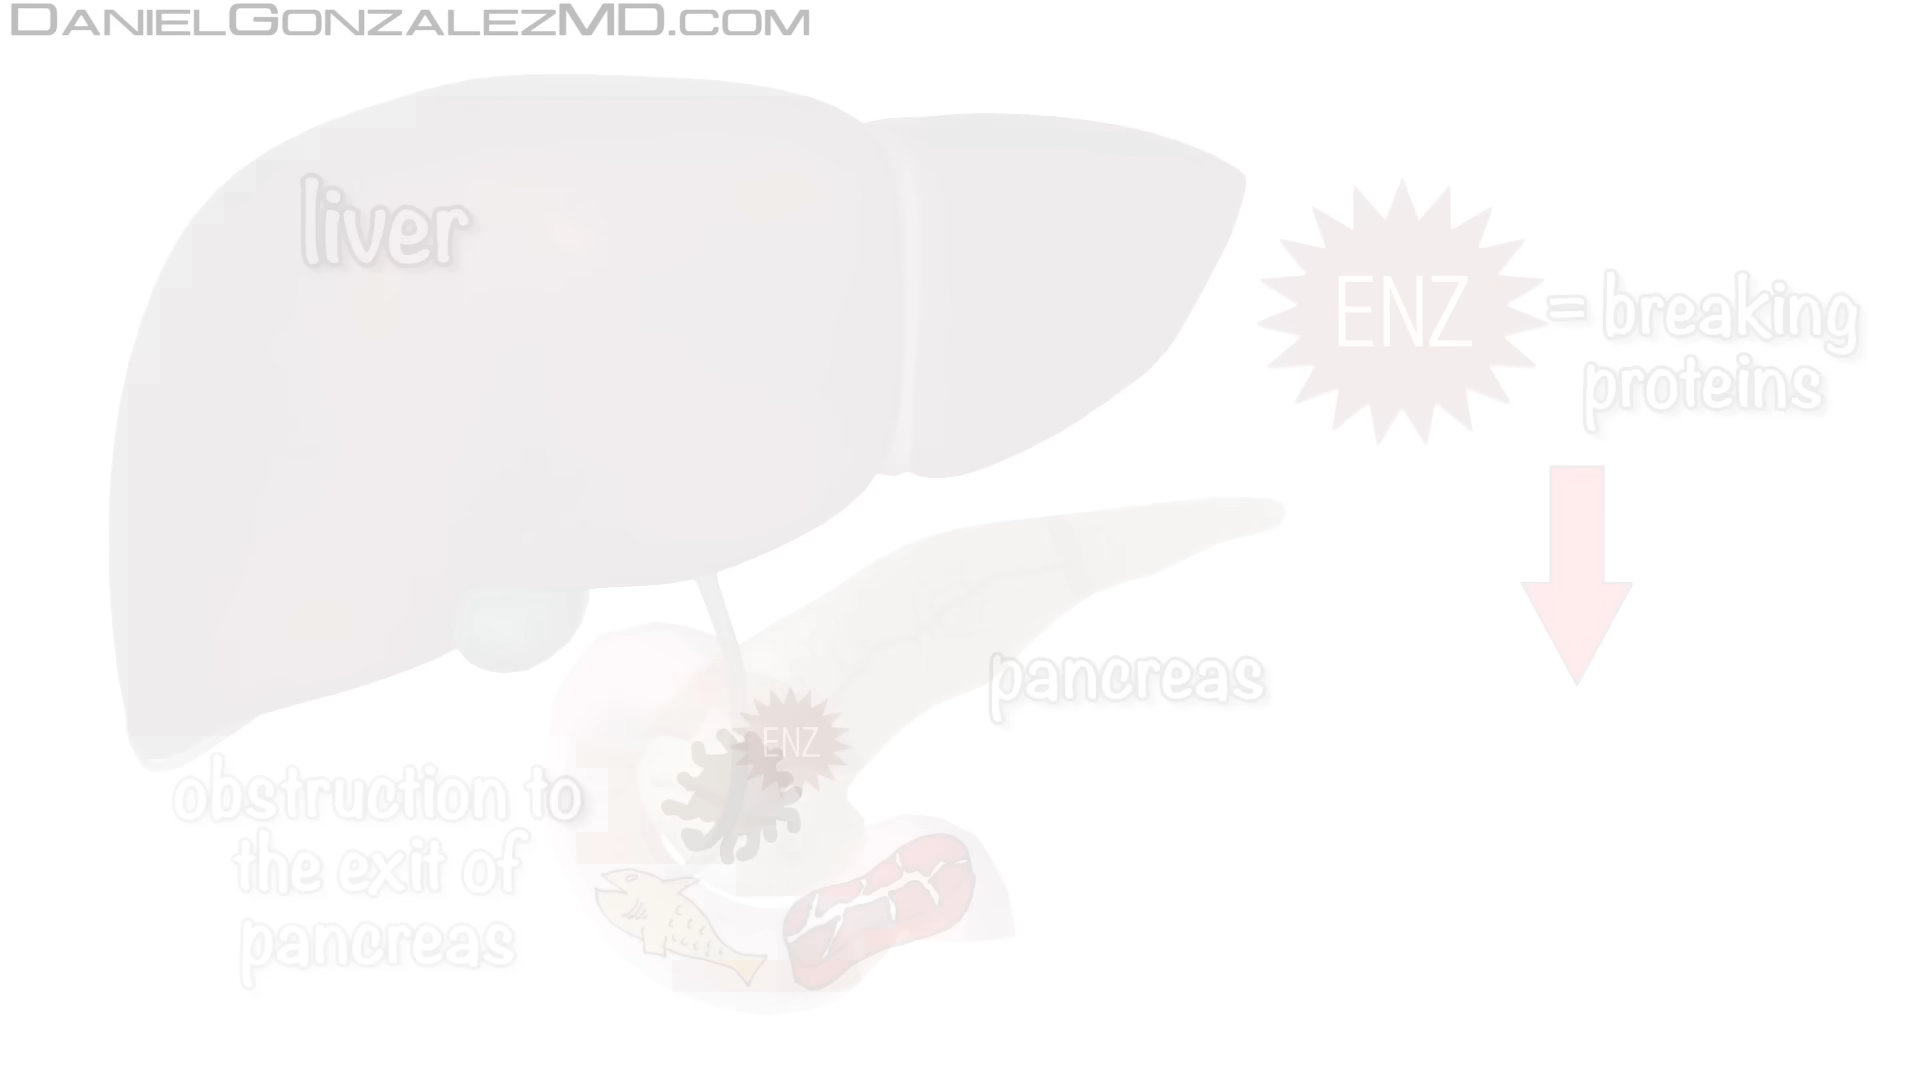 DANIELGONZALEZMD.COM
liver
ENZ
= breaking
proteins
pancreas
ENZ
obstruction to
the exit of
pancreas